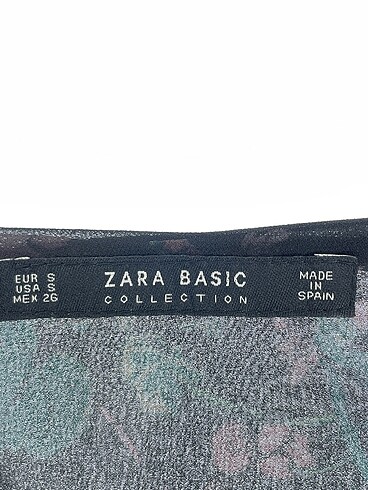 EUR S
USA S
MEX 26
ZARA BASIC
COLLECTION
MADE
IN
SPAIN